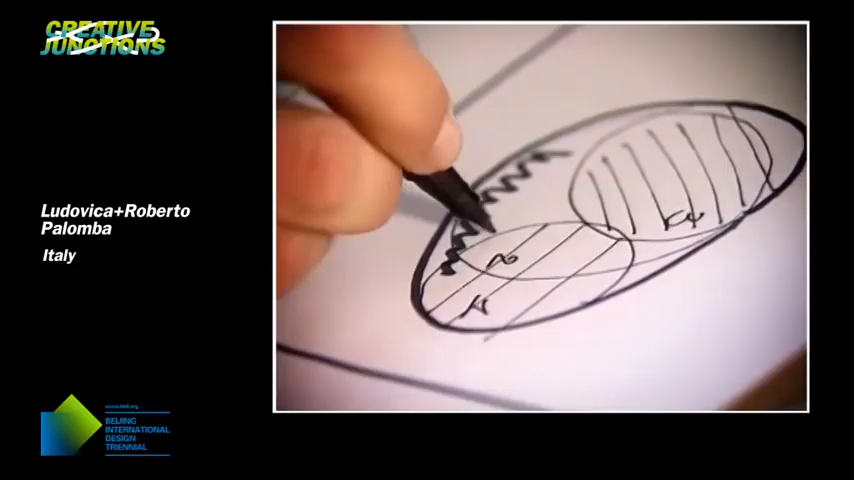 CREATIVE
JUNCTIONS
Ludovica+Roberto
Palomba
Italy
BEIJING
INTERNATIONAL
DESIGN
TRIENNIAL